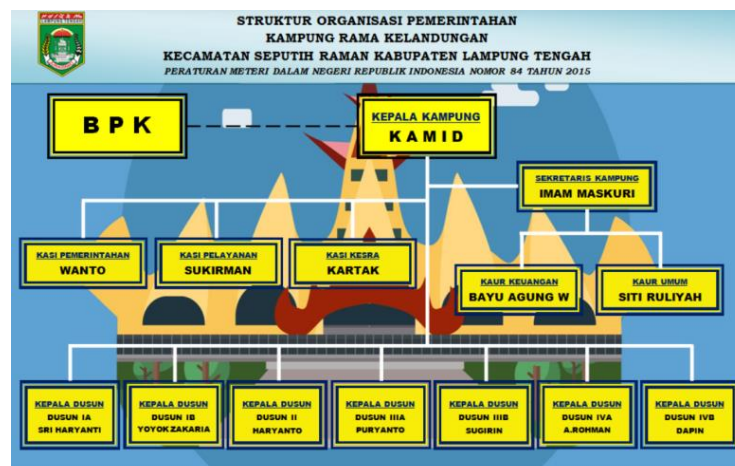 STRUKTUR ORGANISASI PEMERINTAHAN
KAMPUNG RAMA KELANDUNGAN
KECAMATAN SEPUTIH RAMAN KABUPATEN LAMPUNG TENGAH
PERATURAN METERI DALAM NEGERI REPUBLIK INDONESIA NOMOR 84 TAHUN 2015
B P K
KEPALA KAMPUNG
K A M I D
SEKRETARIS KAMPUNG
IMAM MASKURI
KASI PEMERINTAHAN
WANTO
KASI PELAYANAN
SUKIRMAN
KASI KESRA
KARTAK
KAUR KEUANGAN
BAYU AGUNG W
KAUR UMUM
SITI RULIYAH
KEPALA DUSUN
DUSUN IA
SRI HARYANTI
KEPALA DUSUN
DUSUN IB
YOYOK ZAKARIA
KEPALA DUSUN
DUSUN II
HARYANTO
KEPALA DUSUN
DUSUN IIIA
PURYANTO
KEPALA DUSUN
DUSUN IIIB
SUGIRIN
KEPALA DUSUN
DUSUN IVA
A.ROHMAN
KEPALA DUSUN
DUSUN IVB
DAPIN